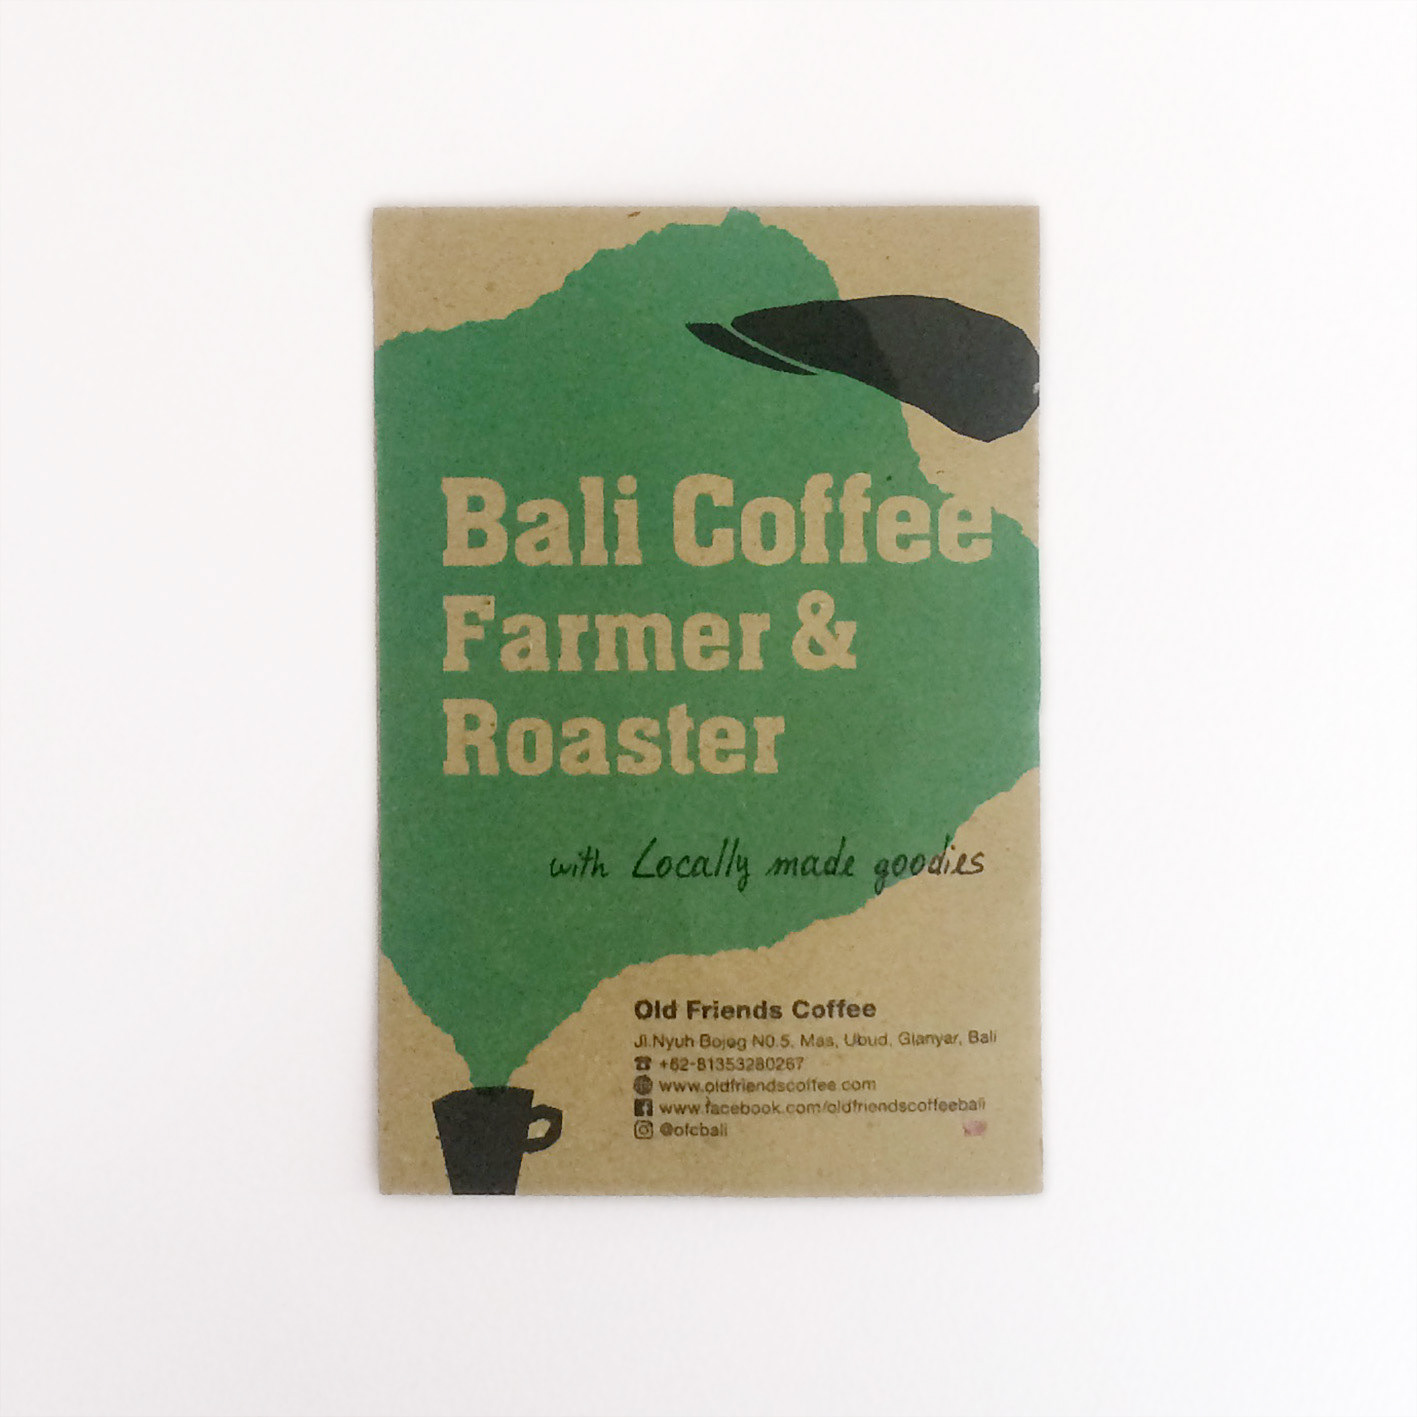 Bali Coffee
Farmer &
Roaster
with Locally made goodies
Old Friends Coffee
Jl.Nyuh Bojog N0.5, Mas, Ubud, Gianyar, Bali
+62-81353280267
www.oldfriendscoffee.com
www.facebook.com/oldfriendscoffeebali
@ofcbali